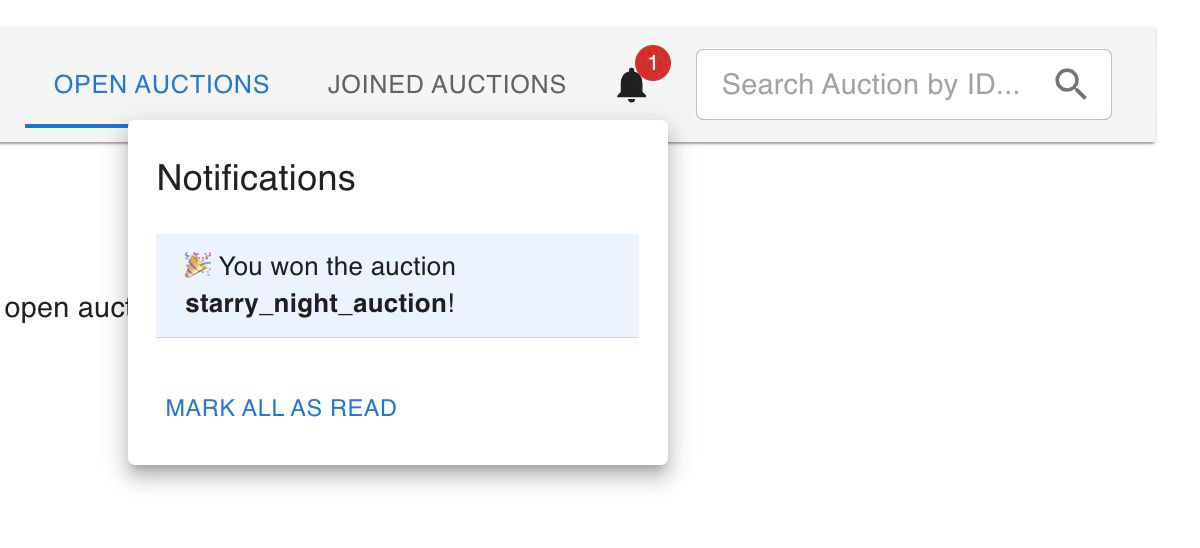 OPEN AUCTIONS JOINED AUCTIONS 1 Search Auction by ID...
Notifications
🎉 You won the auction
starry_night_auction!
open auct
MARK ALL AS READ